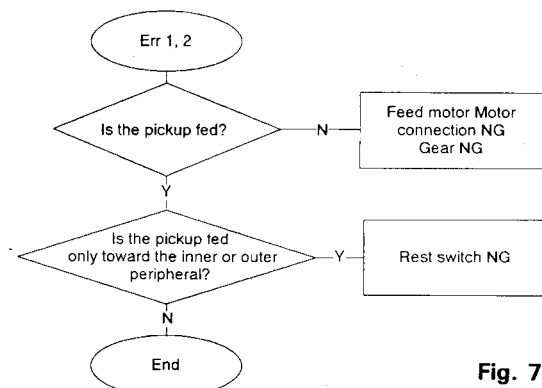 Err 1, 2
Is the pickup fed?
N
Feed motor Motor
connection NG
Gear NG
Y
Is the pickup fed
only toward the inner or outer
peripheral?
Y
Rest switch NG
N
End
Fig. 7